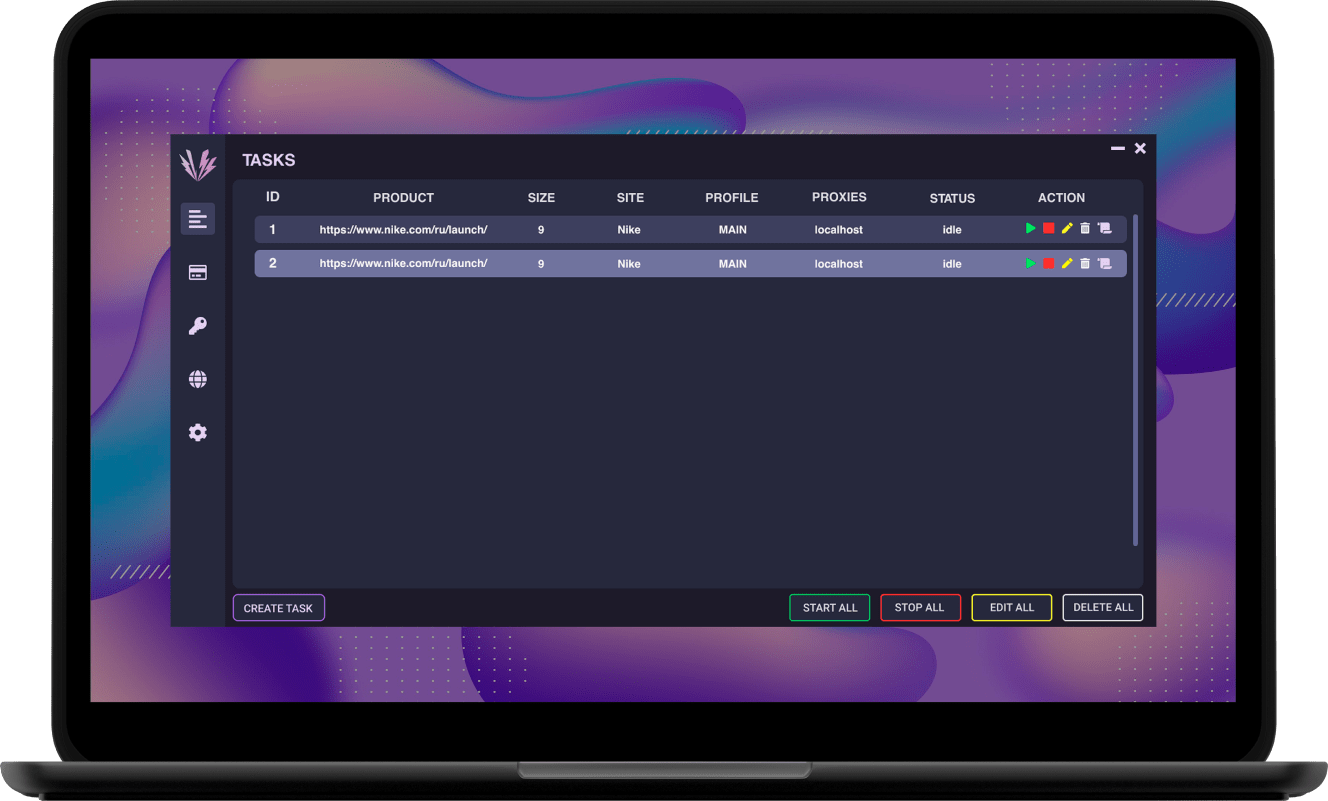 TASKS
ID PRODUCT SIZE SITE PROFILE PROXIES STATUS ACTION
1 https://www.nike.com/ru/launch/ 9 Nike MAIN localhost idle
2 https://www.nike.com/ru/launch/ 9 Nike MAIN localhost idle
CREATE TASK START ALL STOP ALL EDIT ALL DELETE ALL